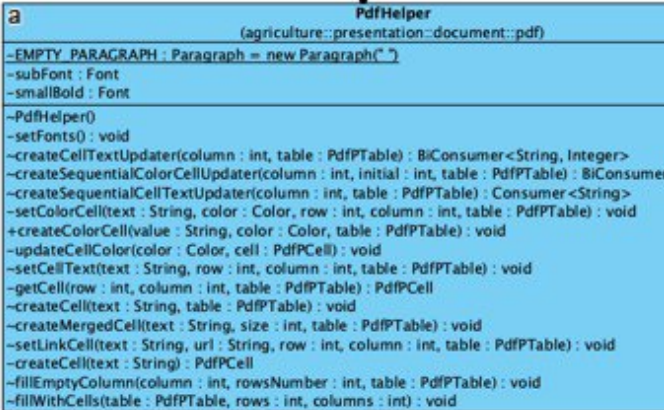 a
PdfHelper
(agriculture::presentation::document::pdf)
-EMPTY_PARAGRAPH : Paragraph = new Paragraph(" ")
-subFont : Font
-smallBold : Font
~PdfHelper()
-setFonts() : void
~createCellTextUpdater(column : int, table : PdfPTable) : BiConsumer<String, Integer>
~createSequentialColorCellUpdater(column : int, initial : int, table : PdfPTable) : BiConsumer
~createSequentialCellTextUpdater(column : int, table : PdfPTable) : Consumer<String>
-setColorCell(text : String, color : Color, row : int, column : int, table : PdfPTable) : void
+createColorCell(value : String, color : Color, table : PdfPTable) : void
-updateCellColor(color : Color, cell : PdfPCell) : void
~setCellText(text : String, row : int, column : int, table : PdfPTable) : void
-getCell(row : int, column : int, table : PdfPTable) : PdfPCell
~createCell(text : String, table : PdfPTable) : void
~createMergedCell(text : String, size : int, table : PdfPTable) : void
~setLinkCell(text : String, url : String, row : int, column : int, table : PdfPTable) : void
-createCell(text : String) : PdfPCell
~fillEmptyColumn(column : int, rowsNumber : int, table : PdfPTable) : void
~fillWithCells(table : PdfPTable, rows : int, columns : int) : void